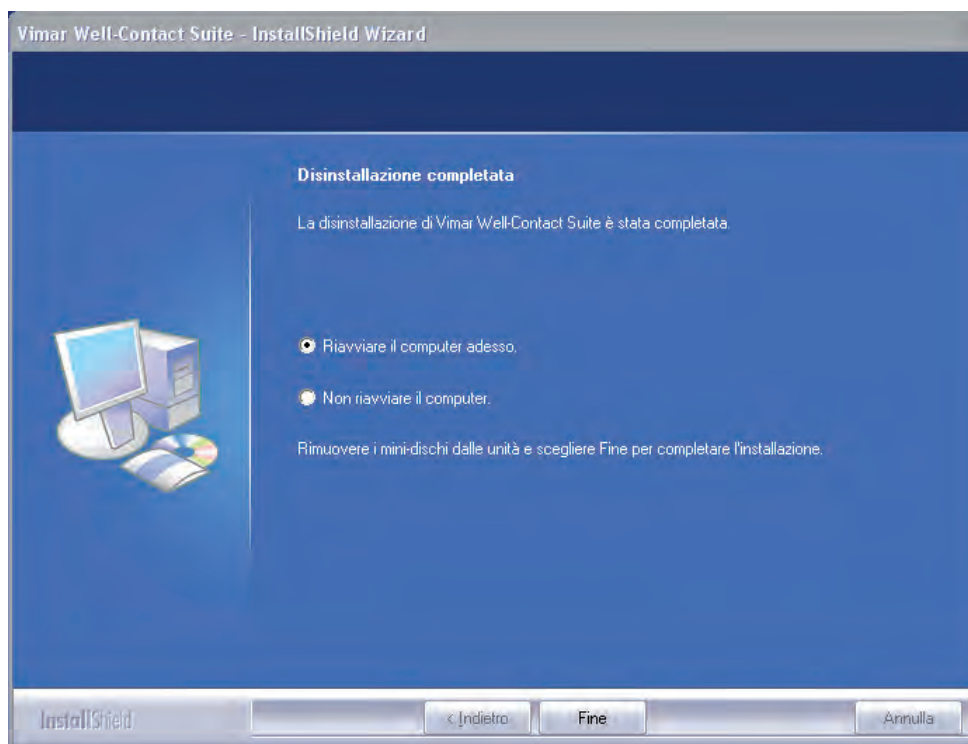 Vimar Well-Contact Suite - InstallShield Wizard
Disinstallazione completata
La disinstallazione di Vimar Well-Contact Suite è stata completata.
Riavviare il computer adesso.
Non riavviare il computer.
Rimuovere i mini-dischi dalle unità e scegliere Fine per completare l'installazione.
InstallShield
< Indietro
Fine
Annulla